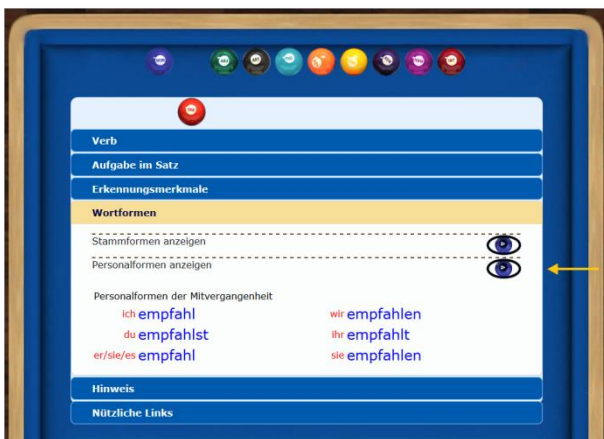 Verb
Aufgabe im Satz
Erkennungsmerkmale
Wortformen
Stammformen anzeigen
Personalformen anzeigen
Personalformen der Mitvergangenheit
ich empfahl wir empfahlen
du empfahlst ihr empfahlt
er/sie/es empfahl sie empfahlen
Hinweis
Nützliche Links